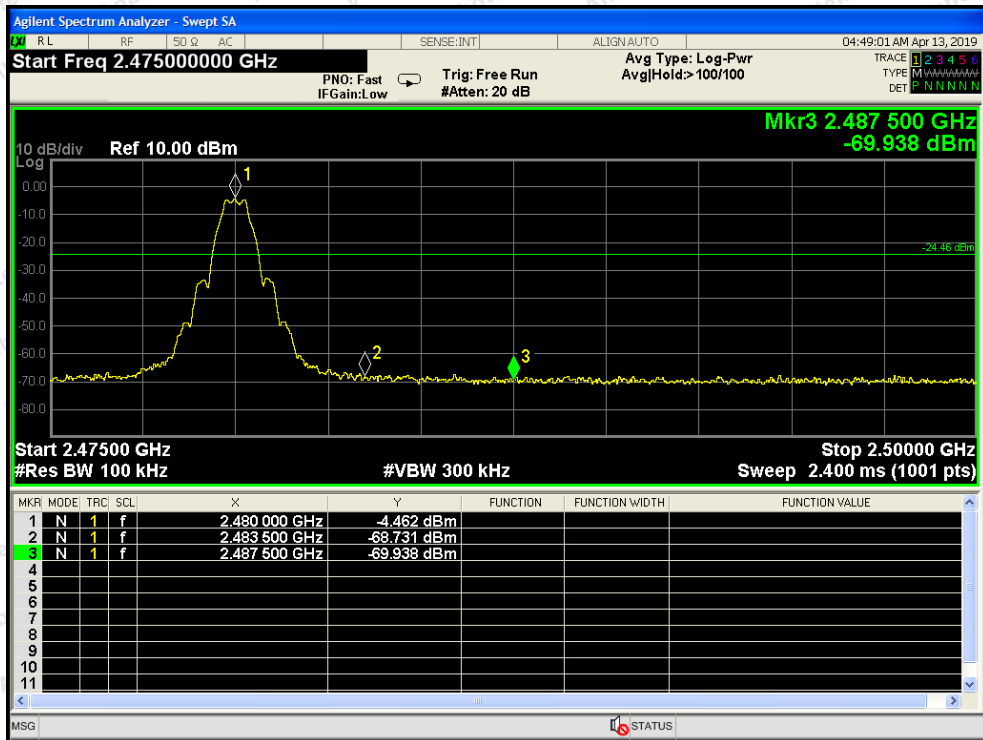 Agilent Spectrum Analyzer - Swept SA
LXI RL RF 50 Ω AC SENSE:INT ALIGN AUTO 04:49:01 AM Apr 13, 2019
Start Freq 2.475000000 GHz
PNO: Fast
IFGain:Low
Trig: Free Run
#Atten: 20 dB
Avg Type: Log-Pwr
Avg|Hold:>100/100
TRACE 1 2 3 4 5 6
TYPE M WWWWW
DET P N N N N N
Mkr3 2.487 500 GHz
-69.938 dBm
10 dB/div Ref 10.00 dBm
Log
0.00
-10.0
-20.0
-30.0
-40.0
-50.0
-60.0
-70.0
-80.0
1
-24.46 dBm
2
3
Start 2.47500 GHz Stop 2.50000 GHz
#Res BW 100 kHz #VBW 300 kHz Sweep 2.400 ms (1001 pts)
MKR MODE TRC SCL X Y FUNCTION FUNCTION WIDTH FUNCTION VALUE
1 N 1 f 2.480 000 GHz -4.462 dBm
2 N 1 f 2.483 500 GHz -68.731 dBm
3 N 1 f 2.487 500 GHz -69.938 dBm
4
5
6
7
8
9
10
11
MSG STATUS